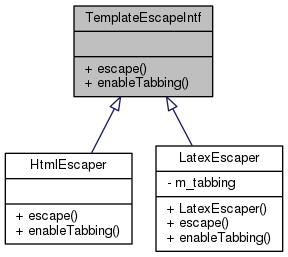 TemplateEscapeIntf
+ escape()
+ enableTabbing()
HtmlEscaper
+ escape()
+ enableTabbing()
LatexEscaper
- m_tabbing
+ LatexEscaper()
+ escape()
+ enableTabbing()